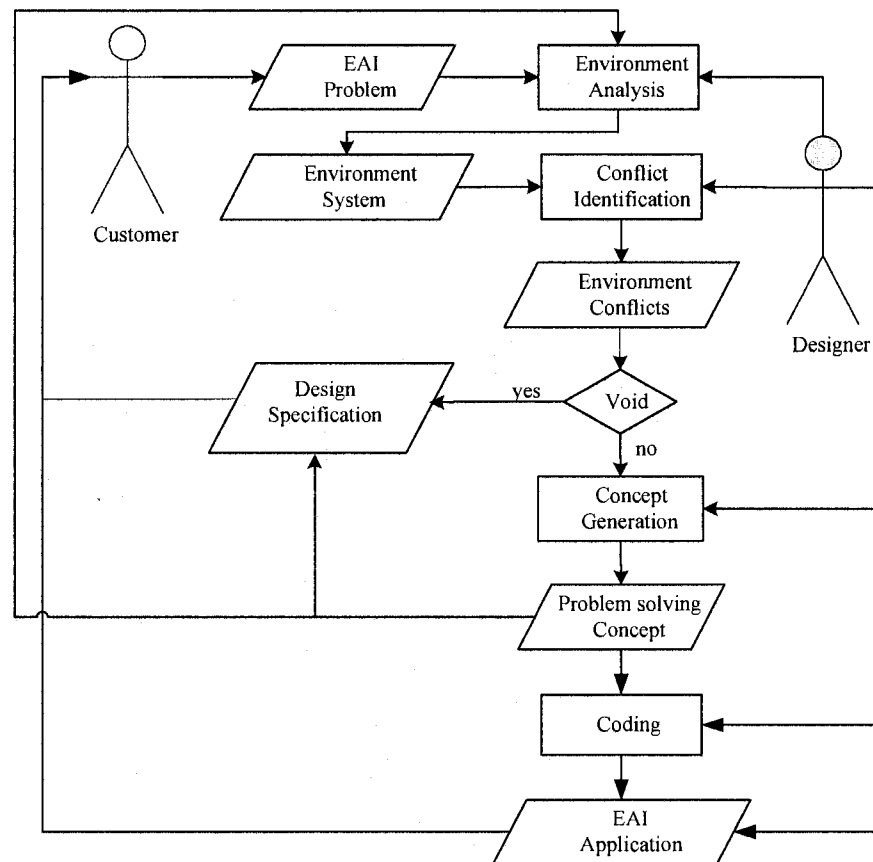 EAI
Problem
Environment
Analysis
Environment
System
Conflict
Identification
Customer
Environment
Conflicts
Designer
Design
Specification
yes
Void
no
Concept
Generation
Problem solving
Concept
Coding
EAI
Application